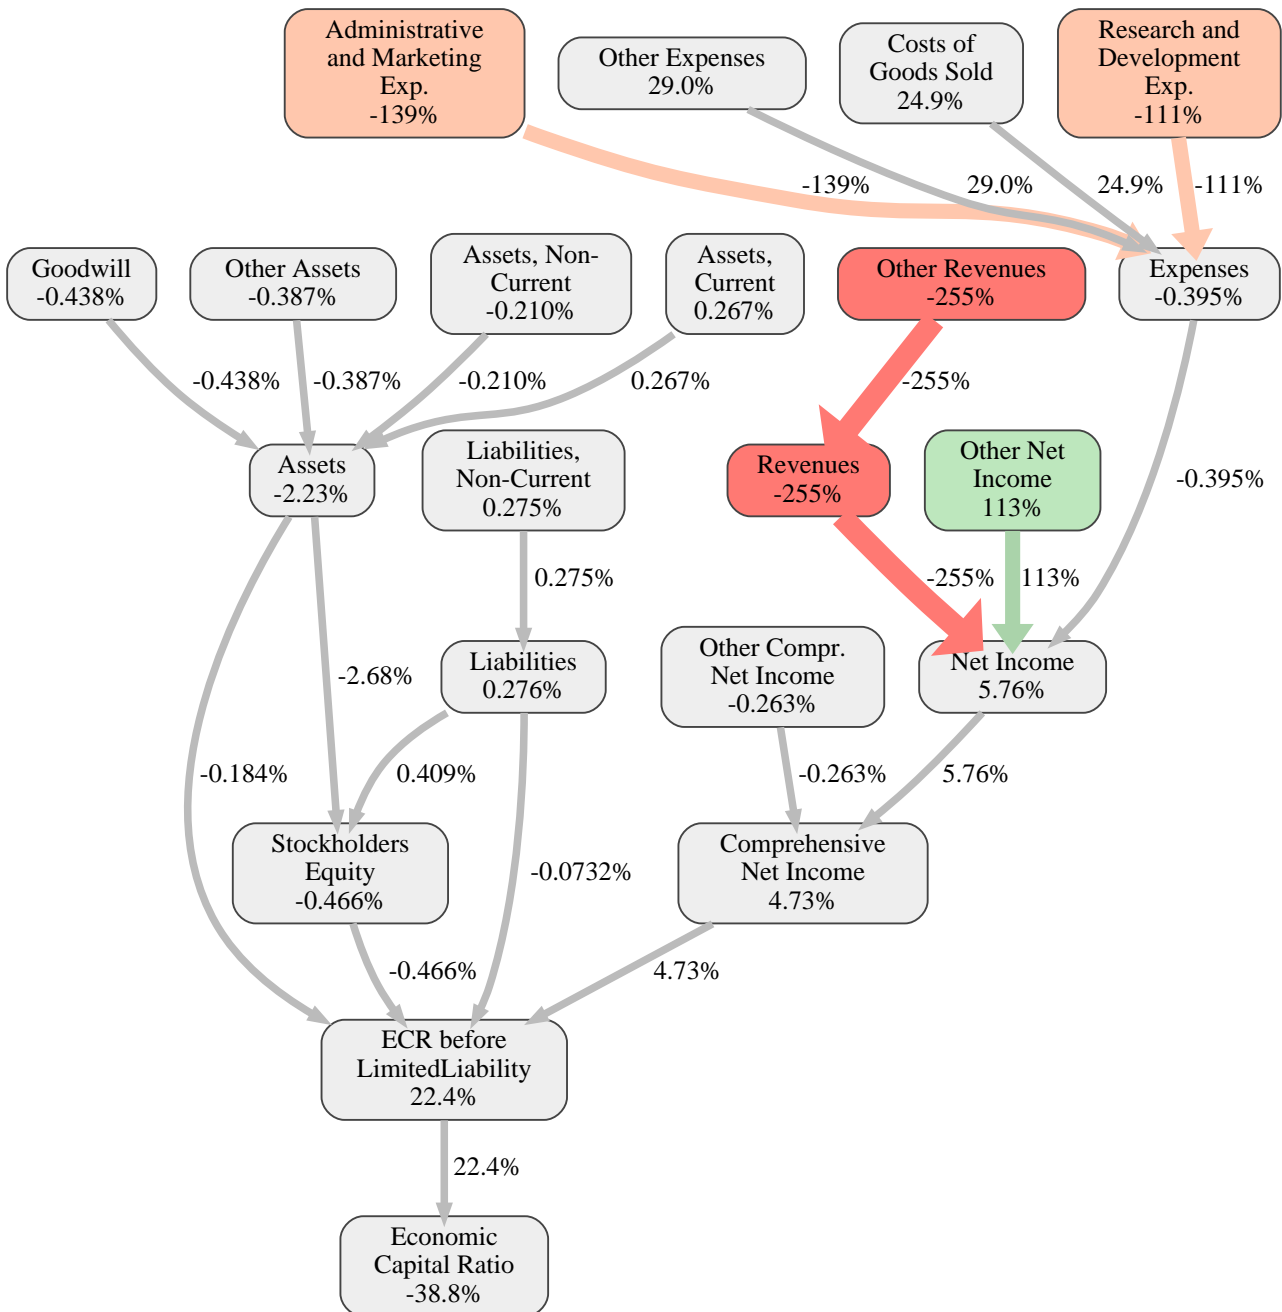 Administrative
and Marketing
Exp.
-139%
Other Expenses
29.0%
Costs of
Goods Sold
24.9%
Research and
Development
Exp.
-111%
-139%
29.0%
24.9%
-111%
Goodwill
-0.438%
Other Assets
-0.387%
Assets, Non-
Current
-0.210%
Assets,
Current
0.267%
Other Revenues
-255%
Expenses
-0.395%
-0.438%
-0.387%
-0.210%
0.267%
-255%
Assets
-2.23%
Liabilities,
Non-Current
0.275%
Revenues
-255%
Other Net
Income
113%
-0.395%
0.275%
-255%
113%
-2.68%
Liabilities
0.276%
Other Compr.
Net Income
-0.263%
Net Income
5.76%
-0.184%
0.409%
-0.263%
5.76%
Stockholders
Equity
-0.466%
-0.0732%
Comprehensive
Net Income
4.73%
-0.466%
4.73%
ECR before
LimitedLiability
22.4%
22.4%
Economic
Capital Ratio
-38.8%